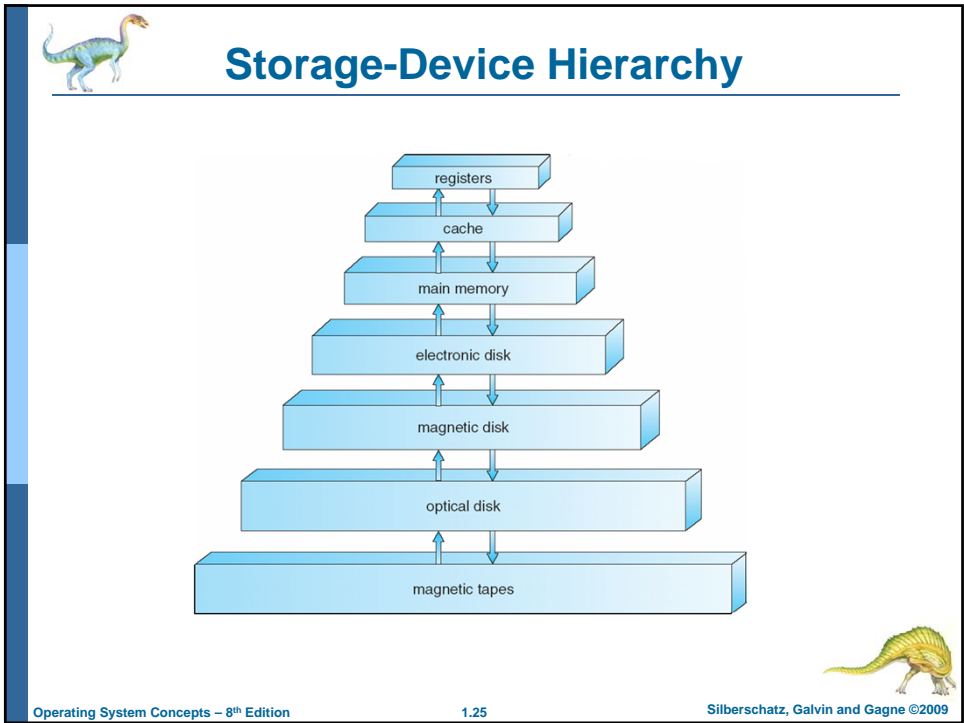 Storage-Device Hierarchy
registers
cache
main memory
electronic disk
magnetic disk
optical disk
magnetic tapes
Operating System Concepts – 8th Edition
1.25
Silberschatz, Galvin and Gagne ©2009